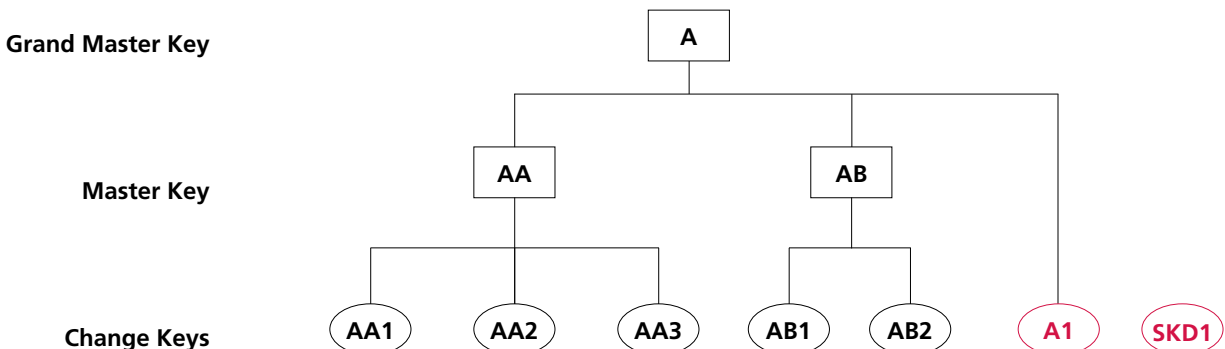 Grand Master Key
A
Master Key
AA
AB
Change Keys
AA1
AA2
AA3
AB1
AB2
A1
SKD1